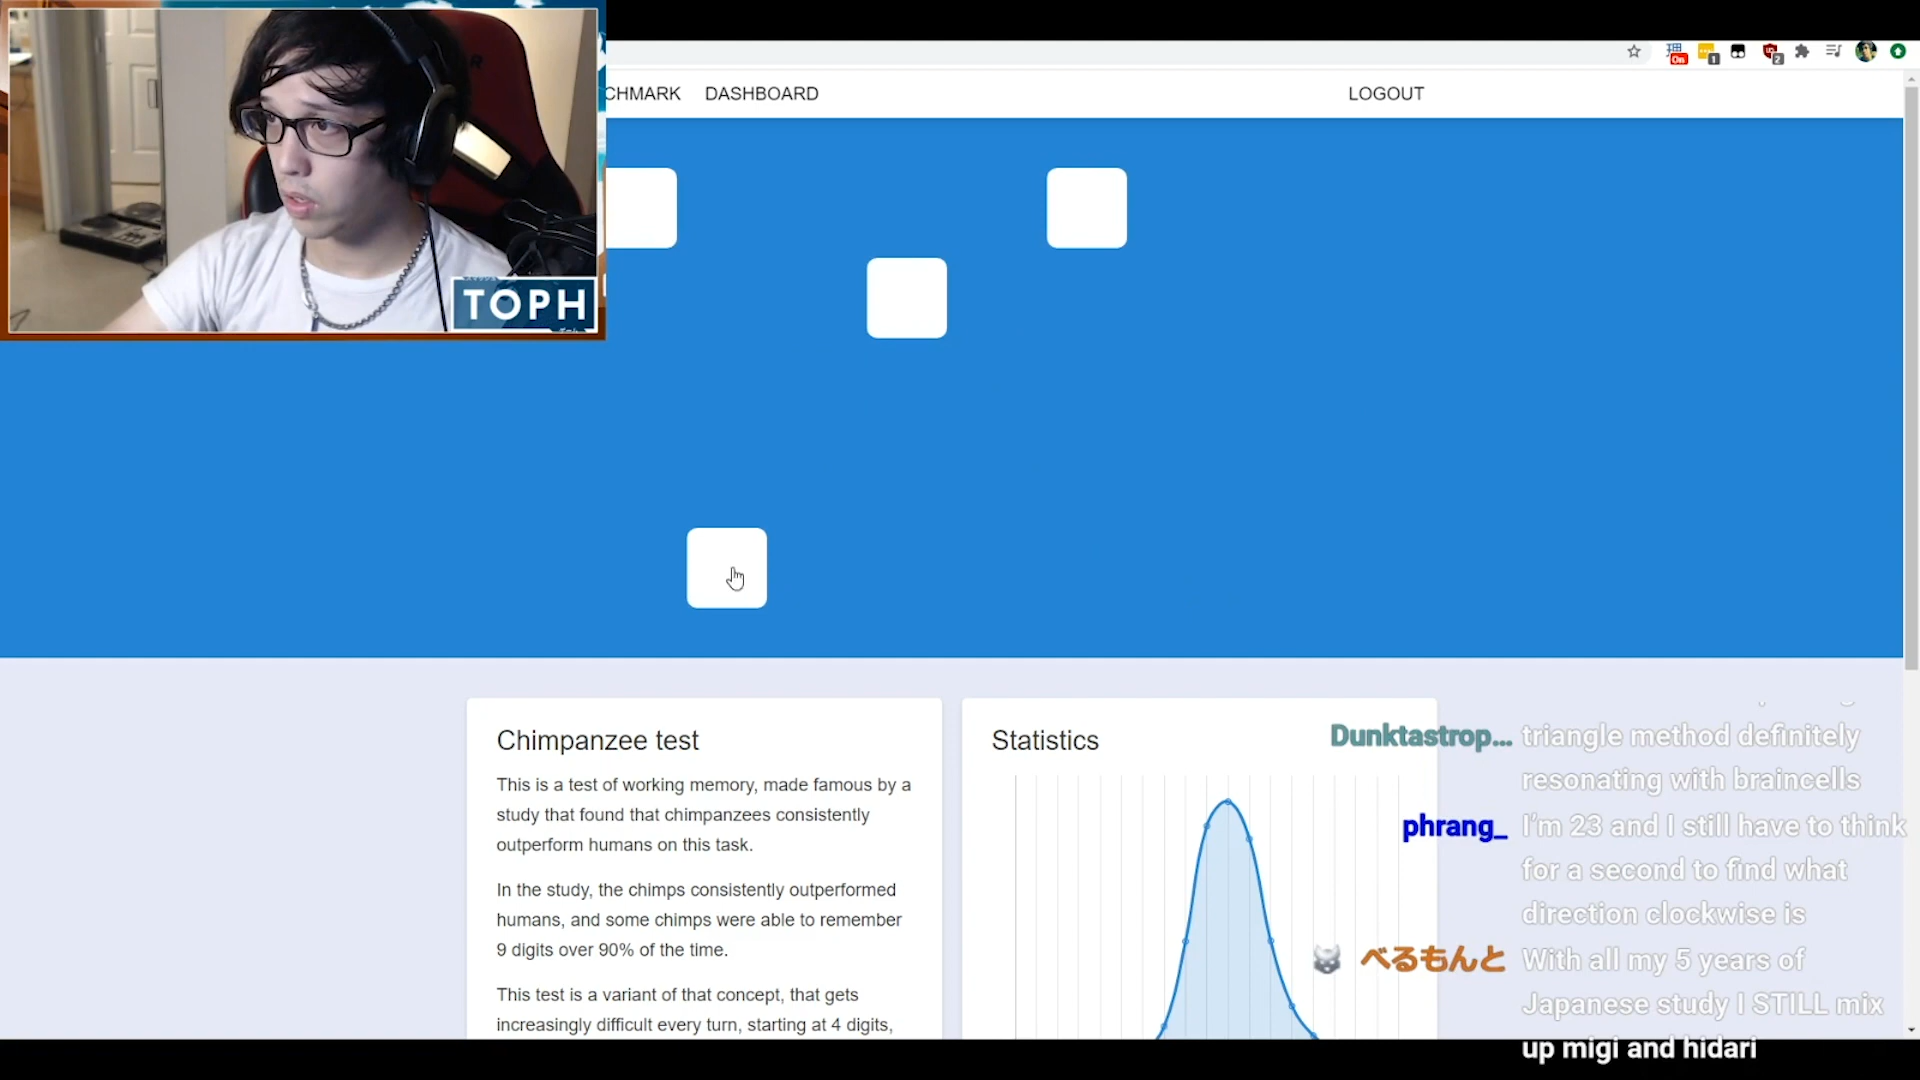 CHMARK DASHBOARD LOGOUT
On 1 2
TOPH
Chimpanzee test
This is a test of working memory, made famous by a
study that found that chimpanzees consistently
outperform humans on this task.
In the study, the chimps consistently outperformed
humans, and some chimps were able to remember
9 digits over 90% of the time.
This test is a variant of that concept, that gets
increasingly difficult every turn, starting at 4 digits,
Statistics
Dunktastrop... triangle method definitely
resonating with braincells
phrang_ I'm 23 and I still have to think
for a second to find what
direction clockwise is
べるもんと With all my 5 years of
Japanese study I STILL mix
up migi and hidari